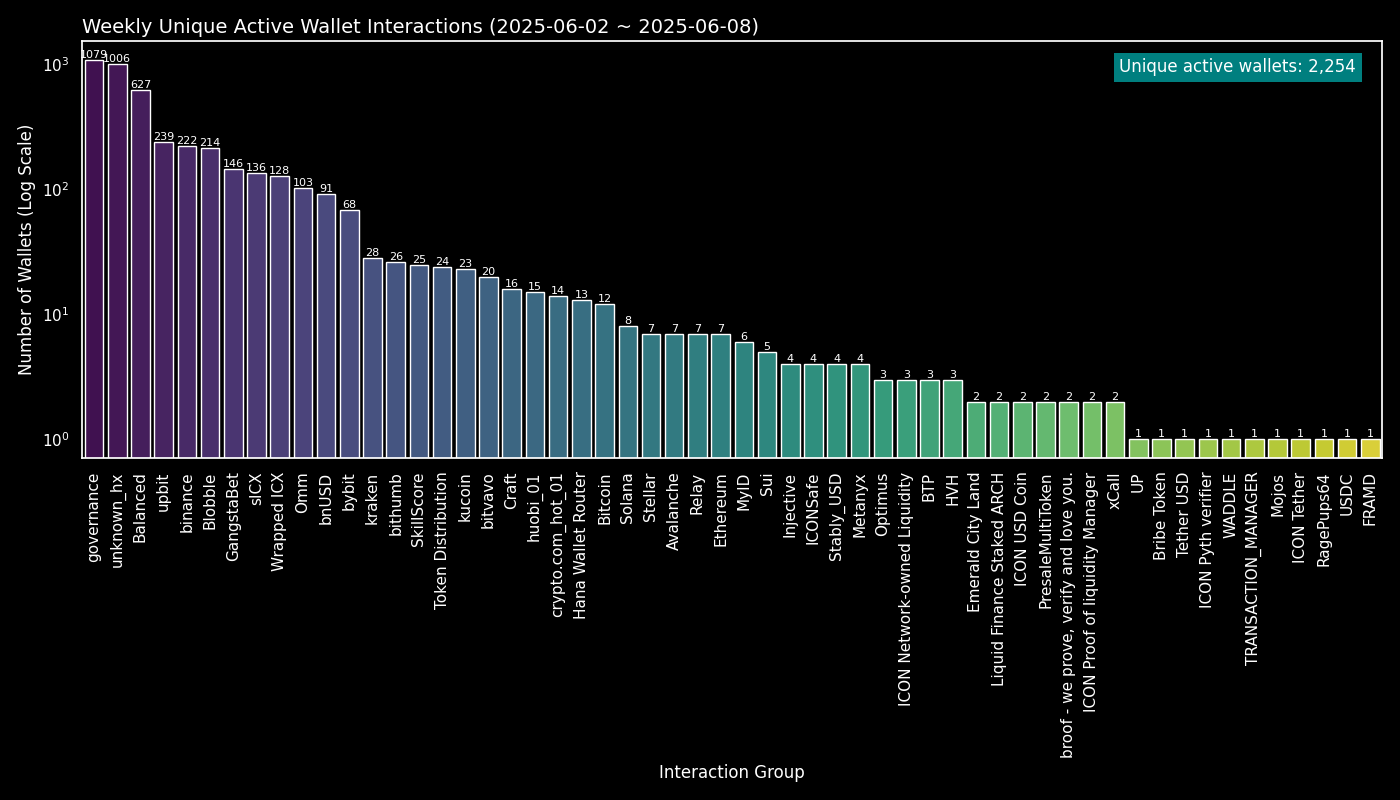 Weekly Unique Active Wallet Interactions (2025-06-02 ~ 2025-06-08)
Unique active wallets: 2,254
Number of Wallets (Log Scale)
10³
10²
10¹
10⁰
1079
1006
627
239
222
214
146
136
128
103
91
68
28
26
25
24
23
20
16
15
14
13
12
8
7
7
7
7
6
5
4
4
4
4
3
3
3
3
2
2
2
2
2
2
2
1
1
1
1
1
1
1
1
1
1
1
governance
unknown_hx
Balanced
upbit
binance
Blobble
GangstaBet
sICX
Wrapped ICX
Omm
bnUSD
bybit
kraken
bithumb
SkillScore
Token Distribution
kucoin
bitvavo
Craft
huobi_01
crypto.com_hot_01
Hana Wallet Router
Bitcoin
Solana
Stellar
Avalanche
Relay
Ethereum
MyID
Sui
Injective
ICONSafe
Stably_USD
Metanyx
Optimus
ICON Network-owned Liquidity
BTP
HVH
Emerald City Land
Liquid Finance Staked ARCH
ICON USD Coin
PresaleMultiToken
broof - we prove, verify and love you.
ICON Proof of liquidity Manager
xCall
UP
Bribe Token
Tether USD
ICON Pyth verifier
WADDLE
TRANSACTION_MANAGER
Mojos
ICON Tether
RagePups64
USDC
FRAMD
Interaction Group